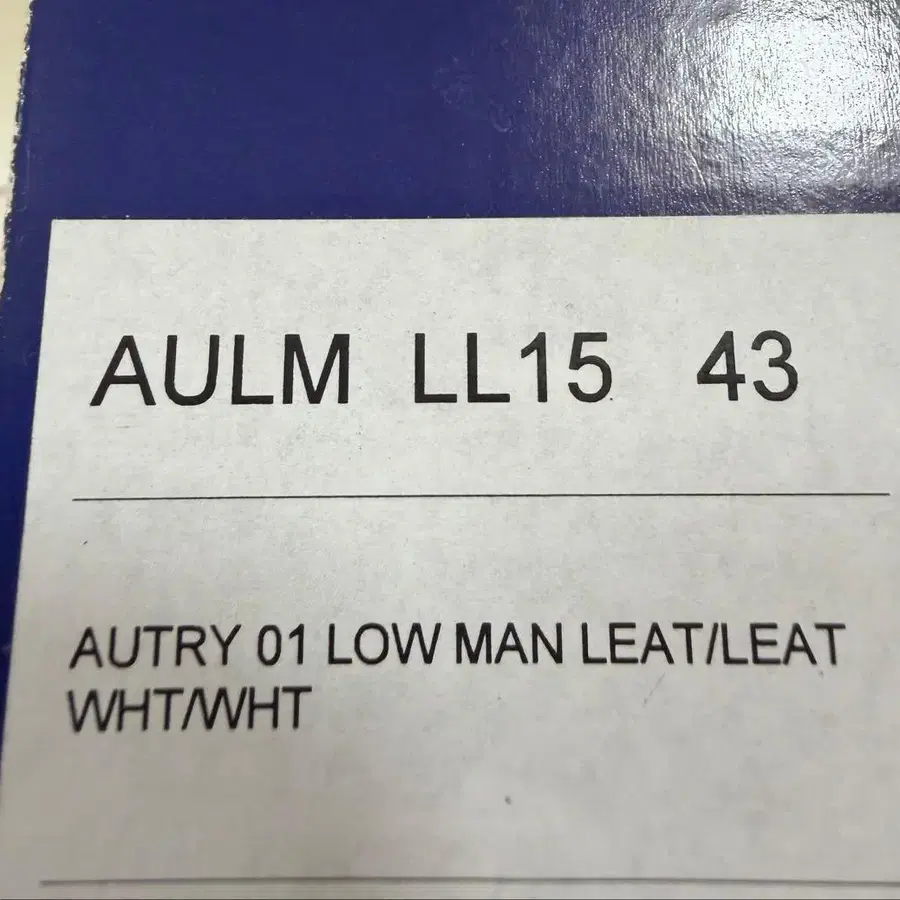 AULM LL15 43
AUTRY 01 LOW MAN LEAT/LEAT
WHT/WHT